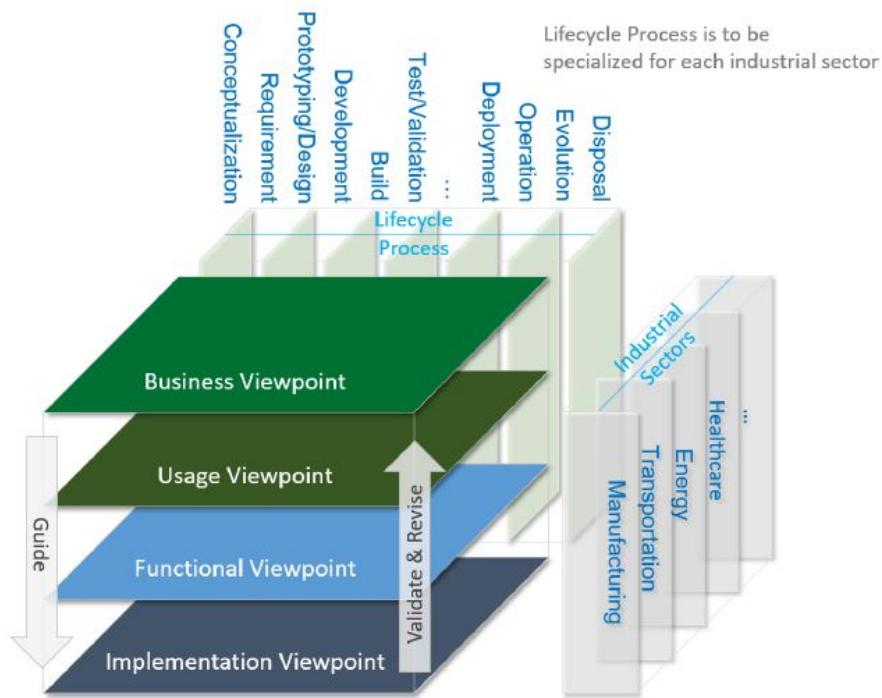 Lifecycle Process is to be
specialized for each industrial sector
Conceptualization
Requirement
Prototyping/Design
Development
Build
Test/Validation
...
Deployment
Operation
Evolution
Disposal
Lifecycle
Process
Industrial
Sectors
Business Viewpoint
Usage Viewpoint
Functional Viewpoint
Implementation Viewpoint
Guide
Validate & Revise
Manufacturing
Transportation
Energy
Healthcare
...